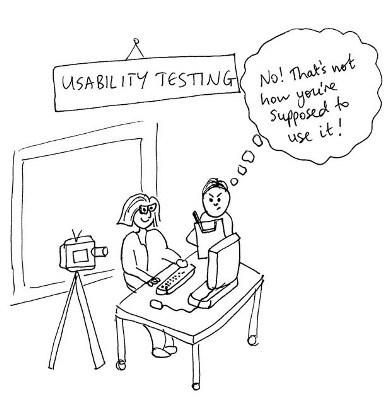 USABILITY TESTING
No! That's not
how you're
supposed to
use it!